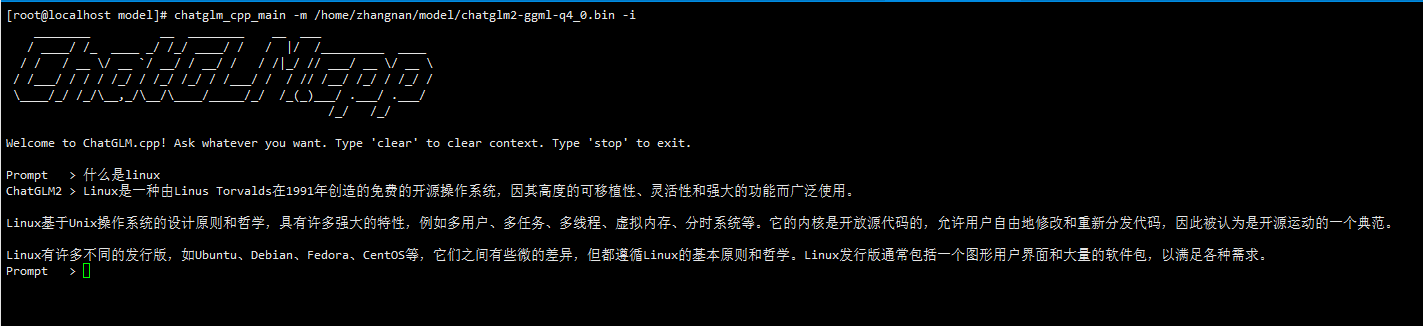 [root@localhost model]# chatglm_cpp_main -m /home/zhangnan/model/chatglm2-ggml-q4_0.bin -i
ChatGLM.cpp
Welcome to ChatGLM.cpp! Ask whatever you want. Type 'clear' to clear context. Type 'stop' to exit.
Prompt   > 什么是linux
ChatGLM2 > Linux是一种由Linus Torvalds在1991年创造的免费的开源操作系统，因其高度的可移植性、灵活性和强大的功能而广泛使用。
Linux基于Unix操作系统的设计原则和哲学，具有许多强大的特性，例如多用户、多任务、多线程、虚拟内存、分时系统等。它的内核是开放源代码的，允许用户自由地修改和重新分发代码，因此被认为是开源运动的一个典范。
Linux有许多不同的发行版，如Ubuntu、Debian、Fedora、CentOS等，它们之间有些微的差异，但都遵循Linux的基本原则和哲学。Linux发行版通常包括一个图形用户界面和大量的软件包，以满足各种需求。
Prompt   >